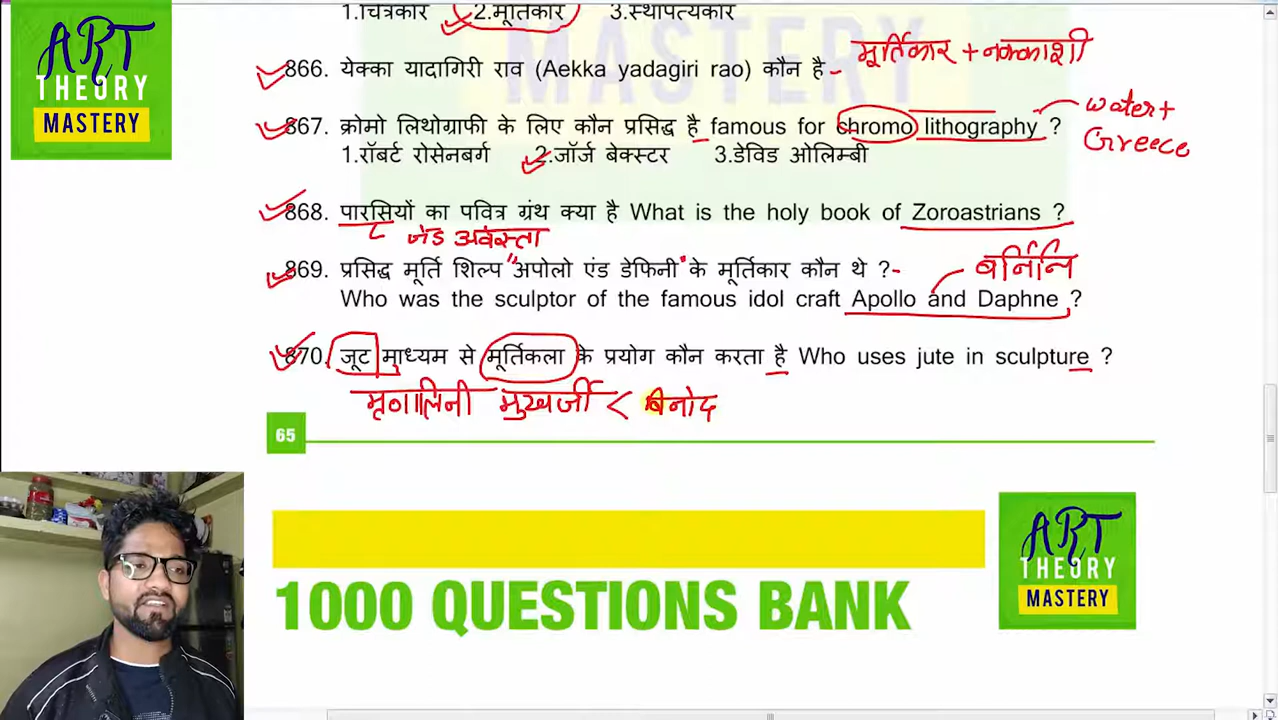 ART
THEORY
MASTERY
1.चित्रकार 2.मूर्तिकार 3.स्थापत्यकार
मूर्तिकार + नक्काशी
866. येक्का यादागिरी राव (Aekka yadagiri rao) कौन है -
water +
Greece
867. क्रोमो लिथोग्राफी के लिए कौन प्रसिद्ध है famous for chromo lithography ?
1.रॉबर्ट रोसेनबर्ग 2.जॉर्ज बेक्स्टर 3.डेविड ओलिम्बी
868. पारसियों का पवित्र ग्रंथ क्या है What is the holy book of Zoroastrians ?
जेंड अवेस्ता
869. प्रसिद्ध मूर्ति शिल्प "अपोलो एंड डेफिनी" के मूर्तिकार कौन थे ?-
बर्निनि
Who was the sculptor of the famous idol craft Apollo and Daphne ?
870. जूट माध्यम से मूर्तिकला के प्रयोग कौन करता है Who uses jute in sculpture ?
मृणालिनी मुखर्जी < बिनोद
65
ART
THEORY
MASTERY
1000 QUESTIONS BANK